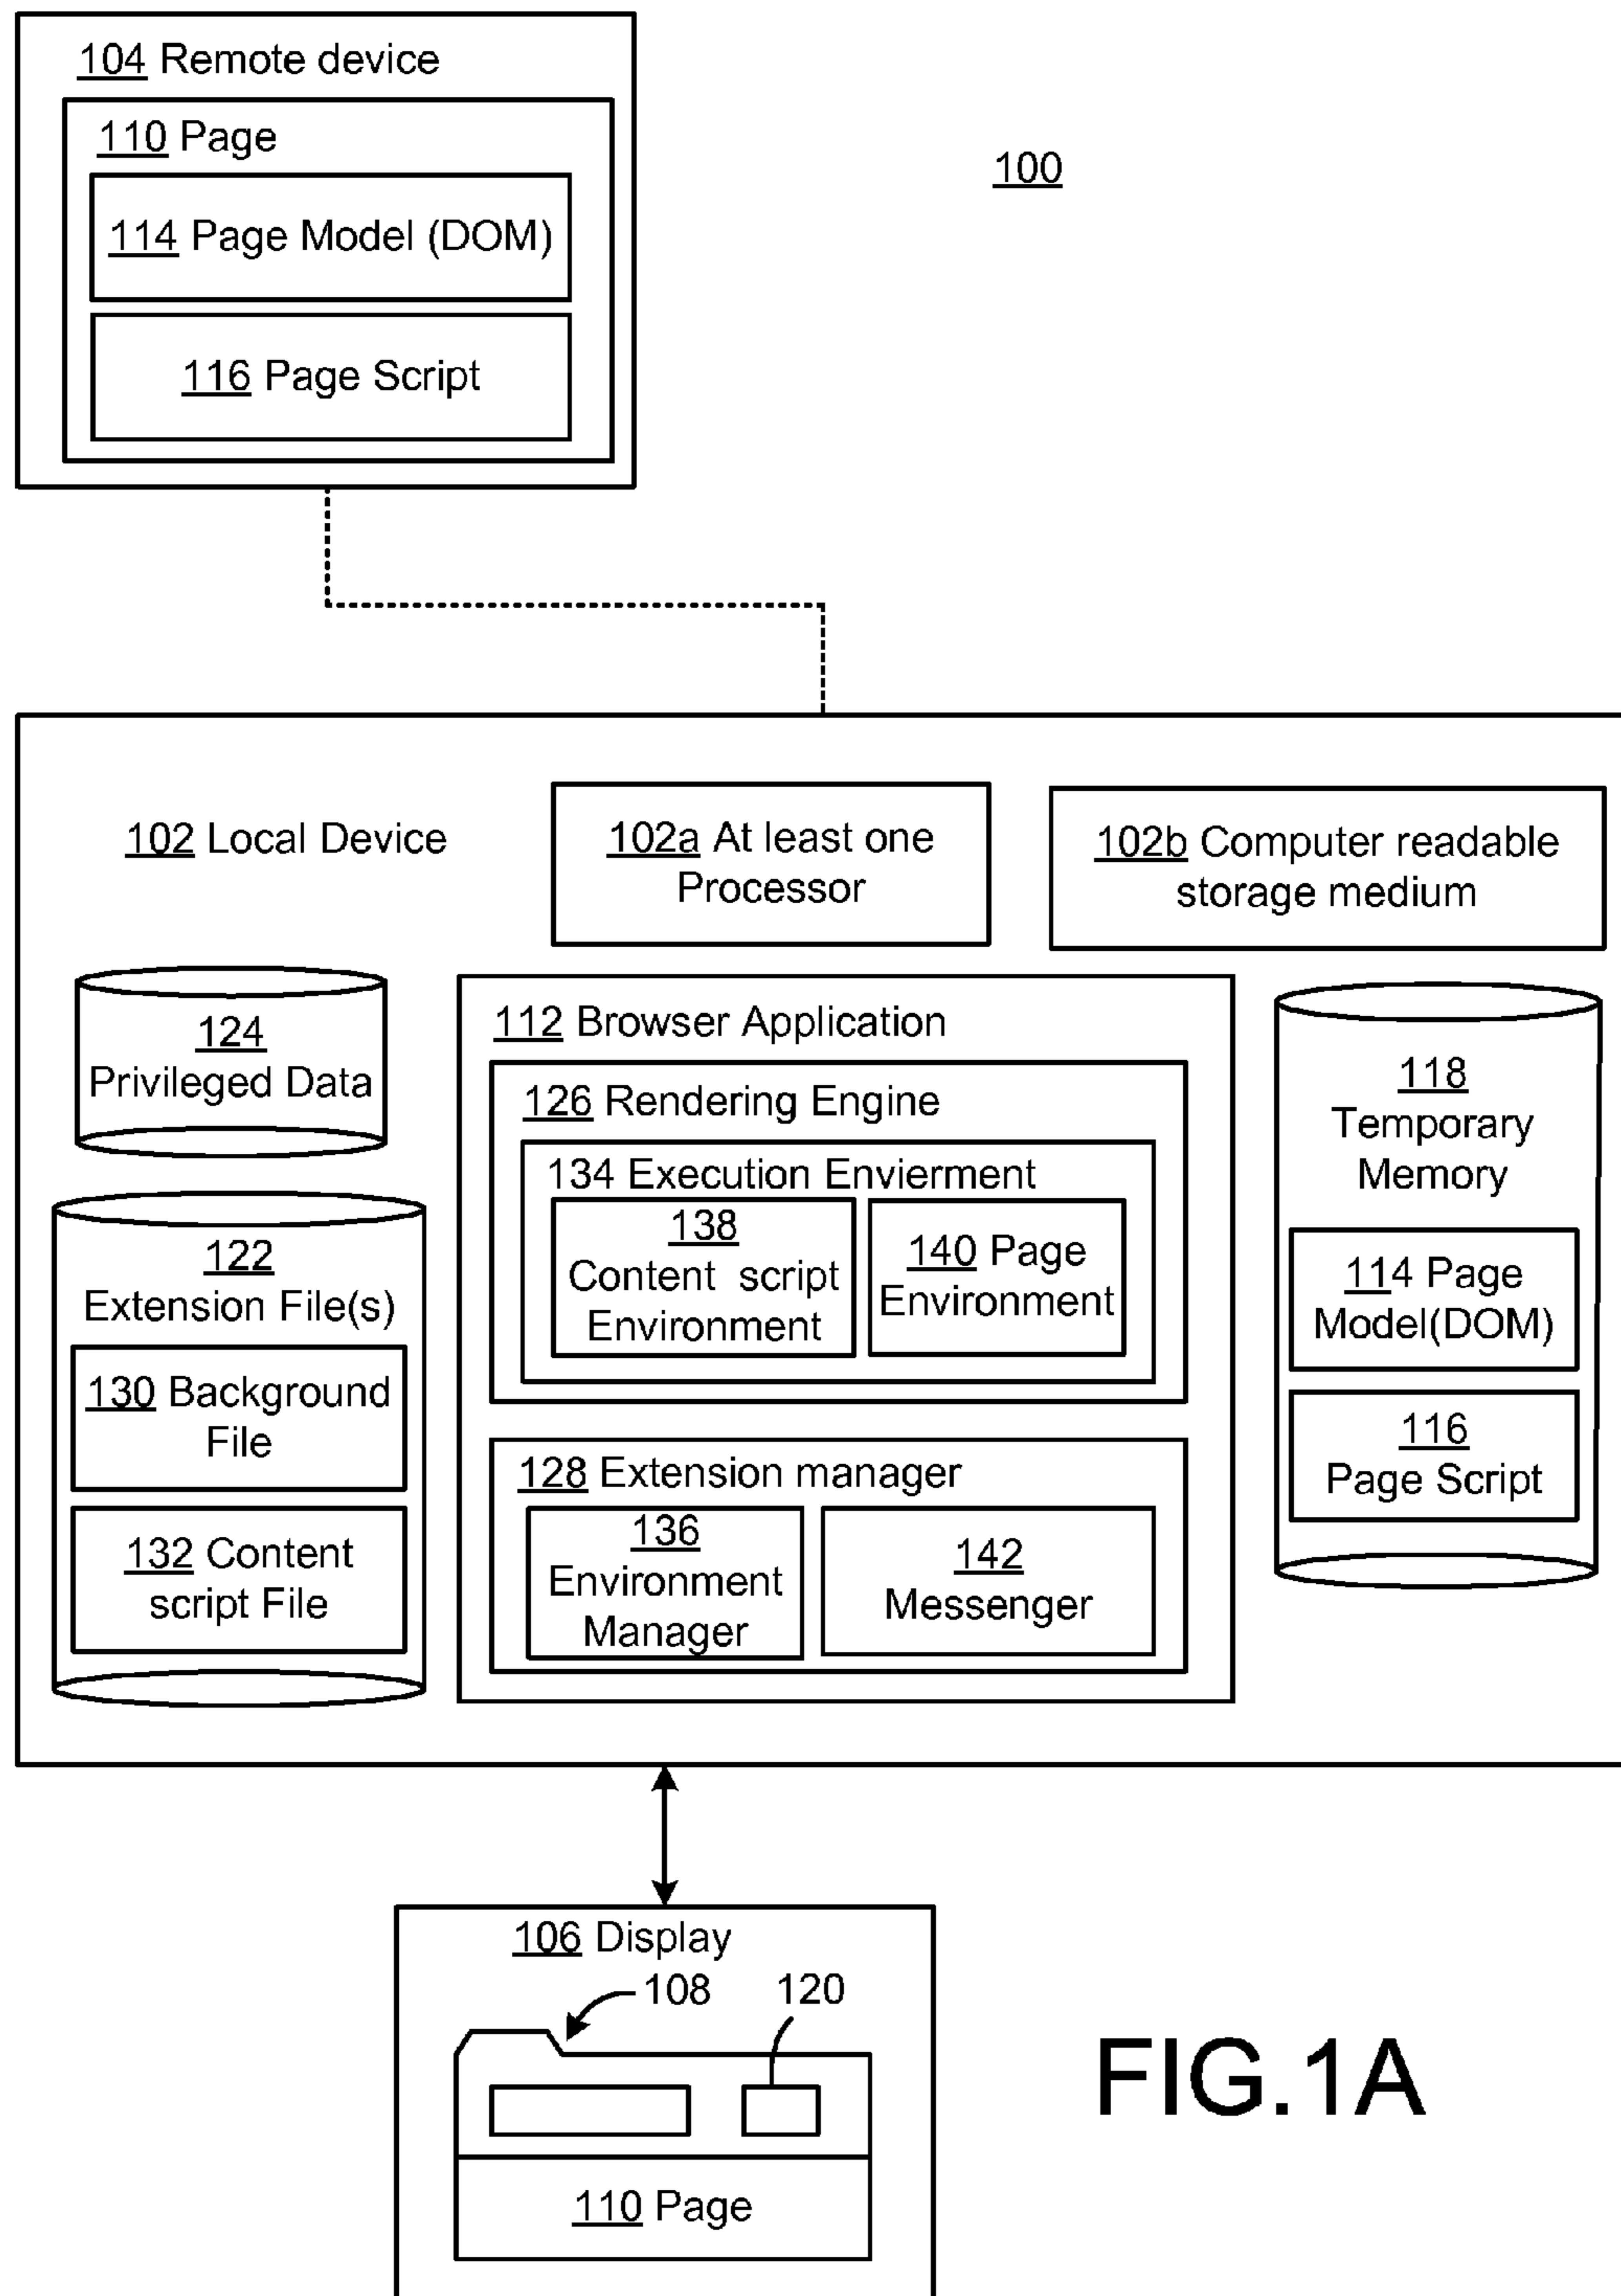 104 Remote device
110 Page
100
114 Page Model (DOM)
116 Page Script
102 Local Device
102a At least one
Processor
102b Computer readable
storage medium
124
Privileged Data
122
Extension File(s)
130 Background
File
132 Content
script File
112 Browser Application
126 Rendering Engine
134 Execution Envierment
138
Content script
Environment
140 Page
Environment
128 Extension manager
136
Environment
Manager
142
Messenger
118
Temporary
Memory
114 Page
Model(DOM)
116
Page Script
106 Display
108
120
110 Page
FIG.1A